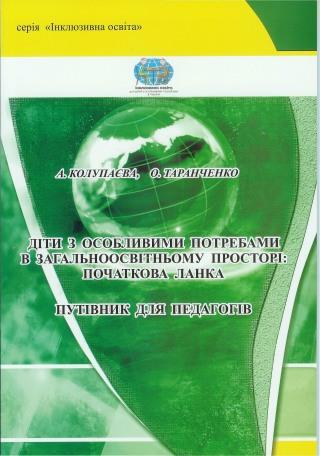 серія «Інклюзивна освіта»
А. КОЛУПАЄВА, О. ТАРАНЧЕНКО
ДІТИ З ОСОБЛИВИМИ ПОТРЕБАМИ
В ЗАГАЛЬНООСВІТНЬОМУ ПРОСТОРІ:
ПОЧАТКОВА ЛАНКА
ПУТІВНИК ДЛЯ ПЕДАГОГІВ